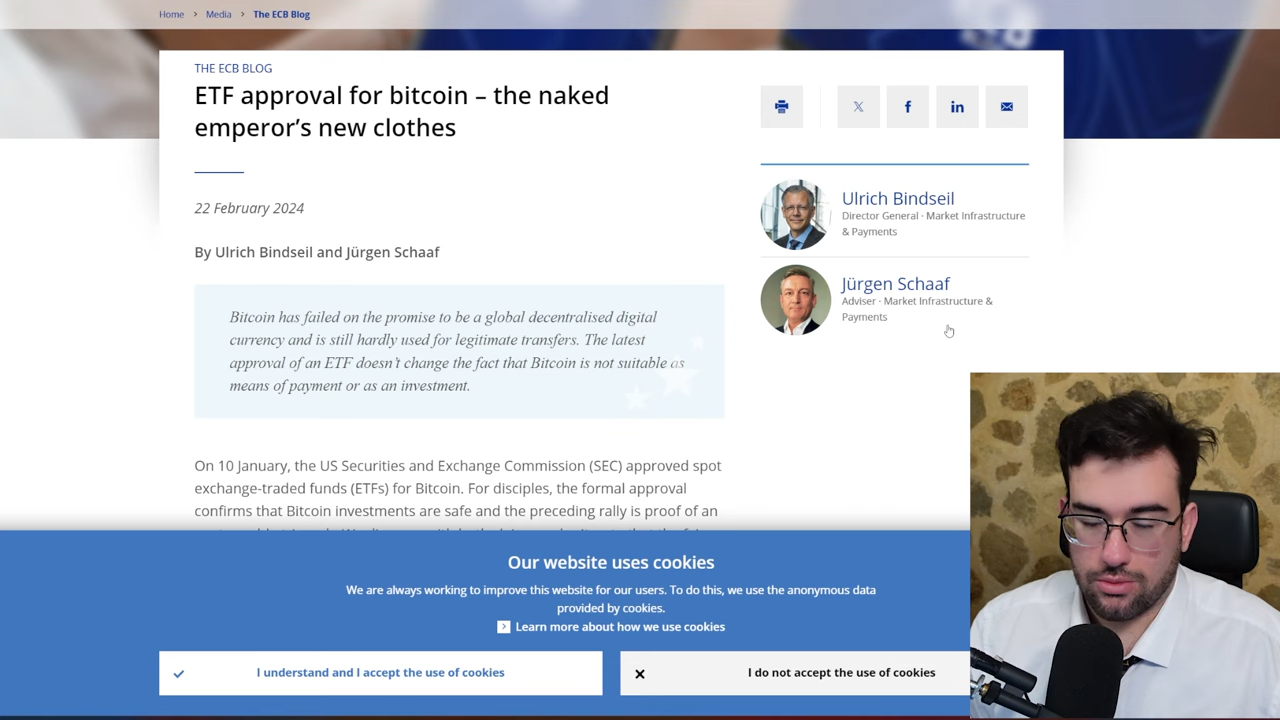 Home > Media > The ECB Blog
THE ECB BLOG
ETF approval for bitcoin – the naked
emperor's new clothes
22 February 2024
By Ulrich Bindseil and Jürgen Schaaf
Bitcoin has failed on the promise to be a global decentralised digital
currency and is still hardly used for legitimate transfers. The latest
approval of an ETF doesn't change the fact that Bitcoin is not suitable as
means of payment or as an investment.
On 10 January, the US Securities and Exchange Commission (SEC) approved spot
exchange-traded funds (ETFs) for Bitcoin. For disciples, the formal approval
confirms that Bitcoin investments are safe and the preceding rally is proof of an
Ulrich Bindseil
Director General · Market Infrastructure
& Payments
Jürgen Schaaf
Adviser · Market Infrastructure &
Payments
Our website uses cookies
We are always working to improve this website for our users. To do this, we use the anonymous data
provided by cookies.
Learn more about how we use cookies
I understand and I accept the use of cookies
I do not accept the use of cookies